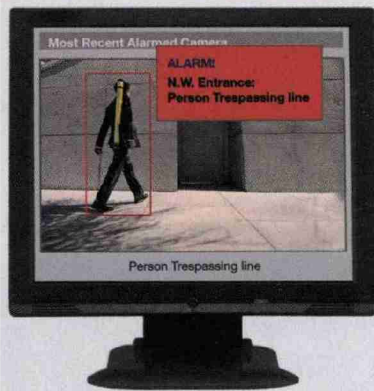 Most Recent Alarmed Camera
ALARM!
N.W. Entrance:
Person Trespassing line
Person Trespassing line